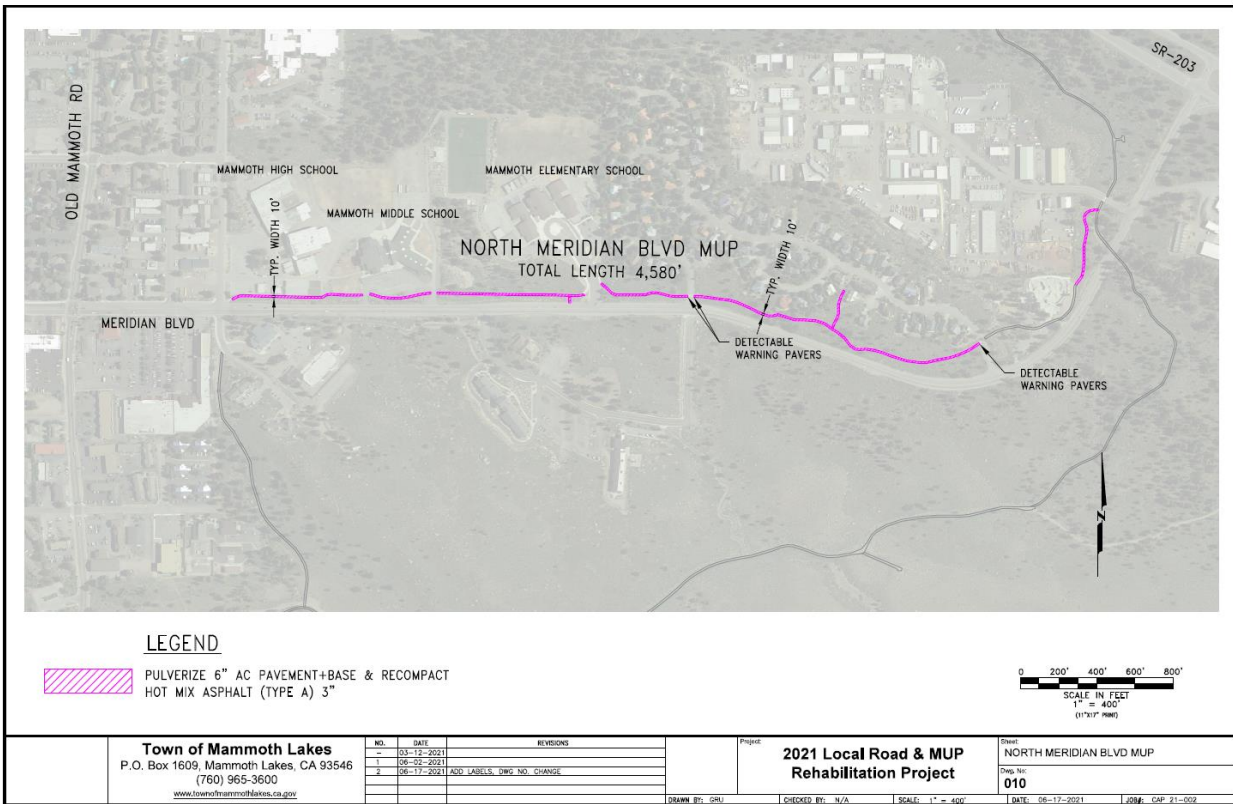 SR-203
OLD MAMMOTH RD
MAMMOTH HIGH SCHOOL
MAMMOTH ELEMENTARY SCHOOL
MAMMOTH MIDDLE SCHOOL
TYP. WIDTH 10'
NORTH MERIDIAN BLVD MUP
TOTAL LENGTH 4,580'
TYP. WIDTH 10'
MERIDIAN BLVD
DETECTABLE
WARNING PAVERS
DETECTABLE
WARNING PAVERS
N
LEGEND
PULVERIZE 6" AC PAVEMENT+BASE & RECOMPACT
HOT MIX ASPHALT (TYPE A) 3"
0 200' 400' 600' 800'
SCALE IN FEET
1" = 400'
(11"X17" PRINT)
Town of Mammoth Lakes
P.O. Box 1609, Mammoth Lakes, CA 93546
(760) 965-3600
www.townofmammothlakes.ca.gov
NO. DATE REVISIONS
- 03-12-2021
1 06-02-2021
2 06-17-2021 ADD LABELS, DWG NO. CHANGE
DRAWN BY: GRU
Project:
2021 Local Road & MUP
Rehabilitation Project
CHECKED BY: N/A
SCALE: 1" = 400'
Sheet:
NORTH MERIDIAN BLVD MUP
Dwg. No:
010
DATE: 06-17-2021
JOB#: CAP 21-002